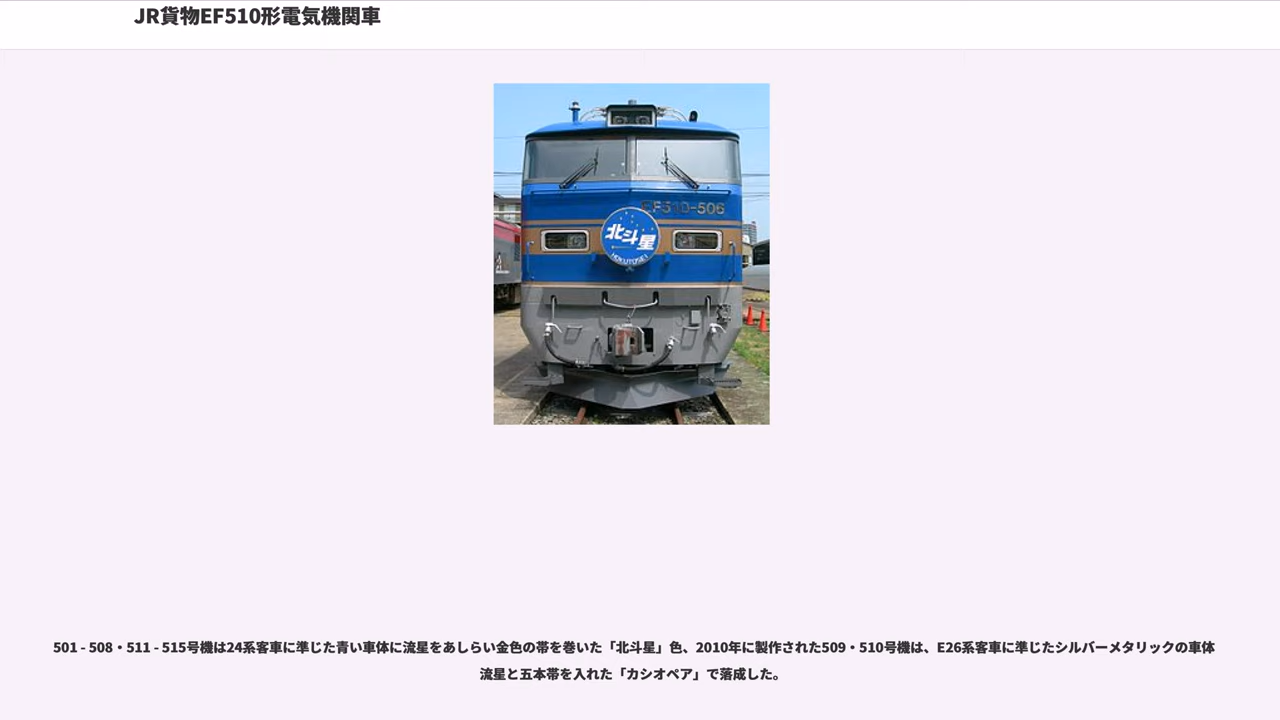 JR貨物EF510形電気機関車
EF510-506
北斗星
HOKUTOSEI
501 - 508・511 - 515号機は24系客車に準じた青い車体に流星をあしらい金色の帯を巻いた「北斗星」色、2010年に製作された509・510号機は、E26系客車に準じたシルバーメタリックの車体
流星と五本帯を入れた「カシオペア」で落成した。